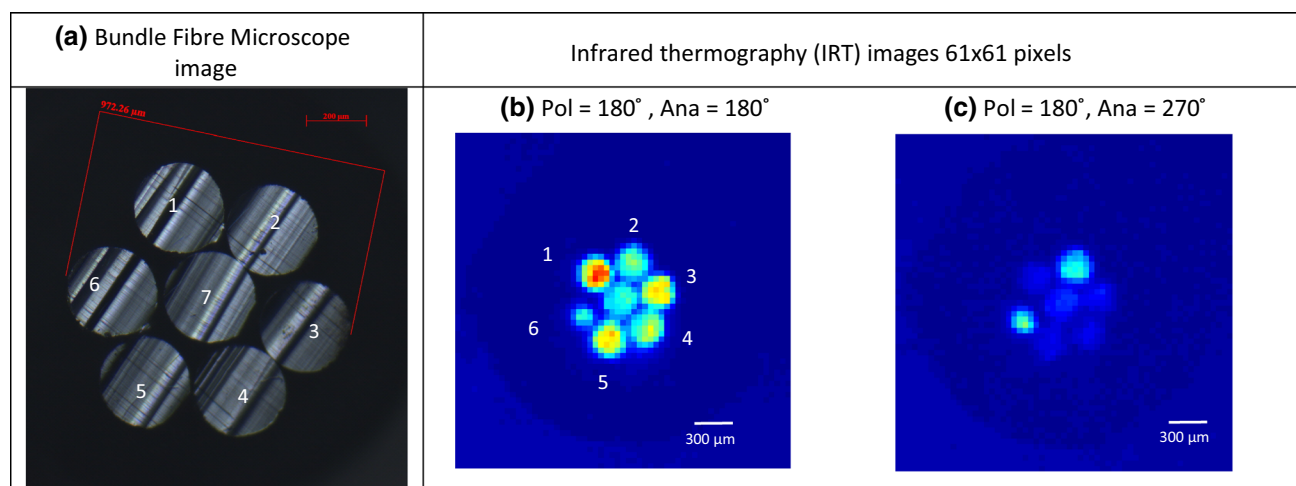 (a) Bundle Fibre Microscope
image
Infrared thermography (IRT) images 61x61 pixels
972.26 µm
200 µm
1
2
6
7
3
5
4
(b) Pol = 180˚ , Ana = 180˚
2
1
3
6
4
5
300 µm
(c) Pol = 180˚, Ana = 270˚
300 µm